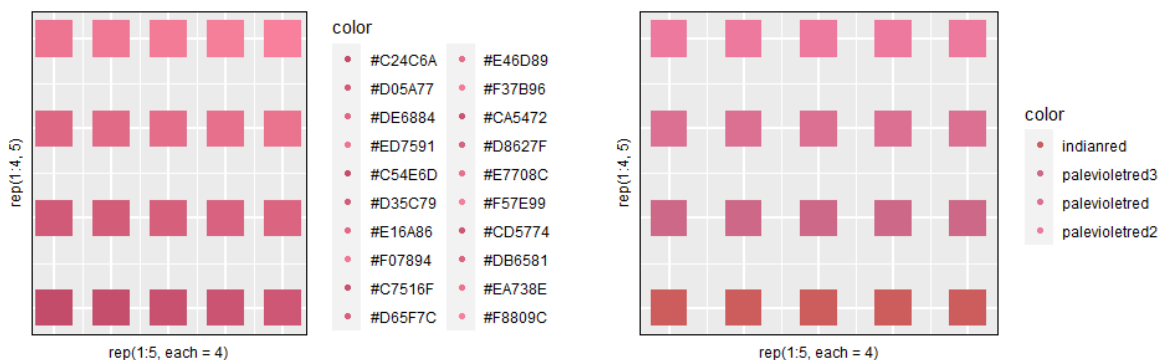 color
#C24C6A #E46D89
#D05A77 #F37B96
#DE6884 #CA5472
#ED7591 #D8627F
#C54E6D #E7708C
#D35C79 #F57E99
#E16A86 #CD5774
#F07894 #DB6581
#C7516F #EA738E
#D65F7C #F8809C
rep(1:4, 5)
rep(1:5, each = 4)
color
indianred
palevioletred3
palevioletred
palevioletred2
rep(1:4, 5)
rep(1:5, each = 4)